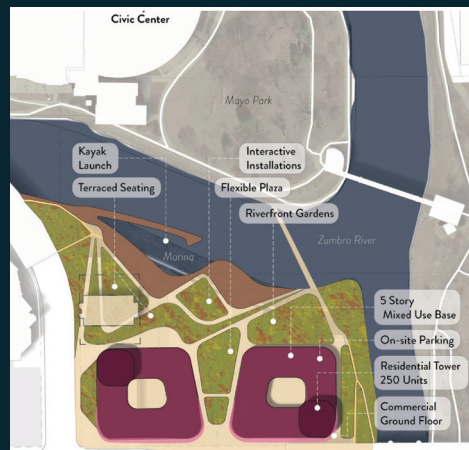 Civic Center
Mayo Park
Kayak
Launch
Interactive
Installations
Terraced Seating
Flexible Plaza
Riverfront Gardens
Zumbro River
Marina
5 Story
Mixed Use Base
On-site Parking
Residential Tower
250 Units
Commercial
Ground Floor